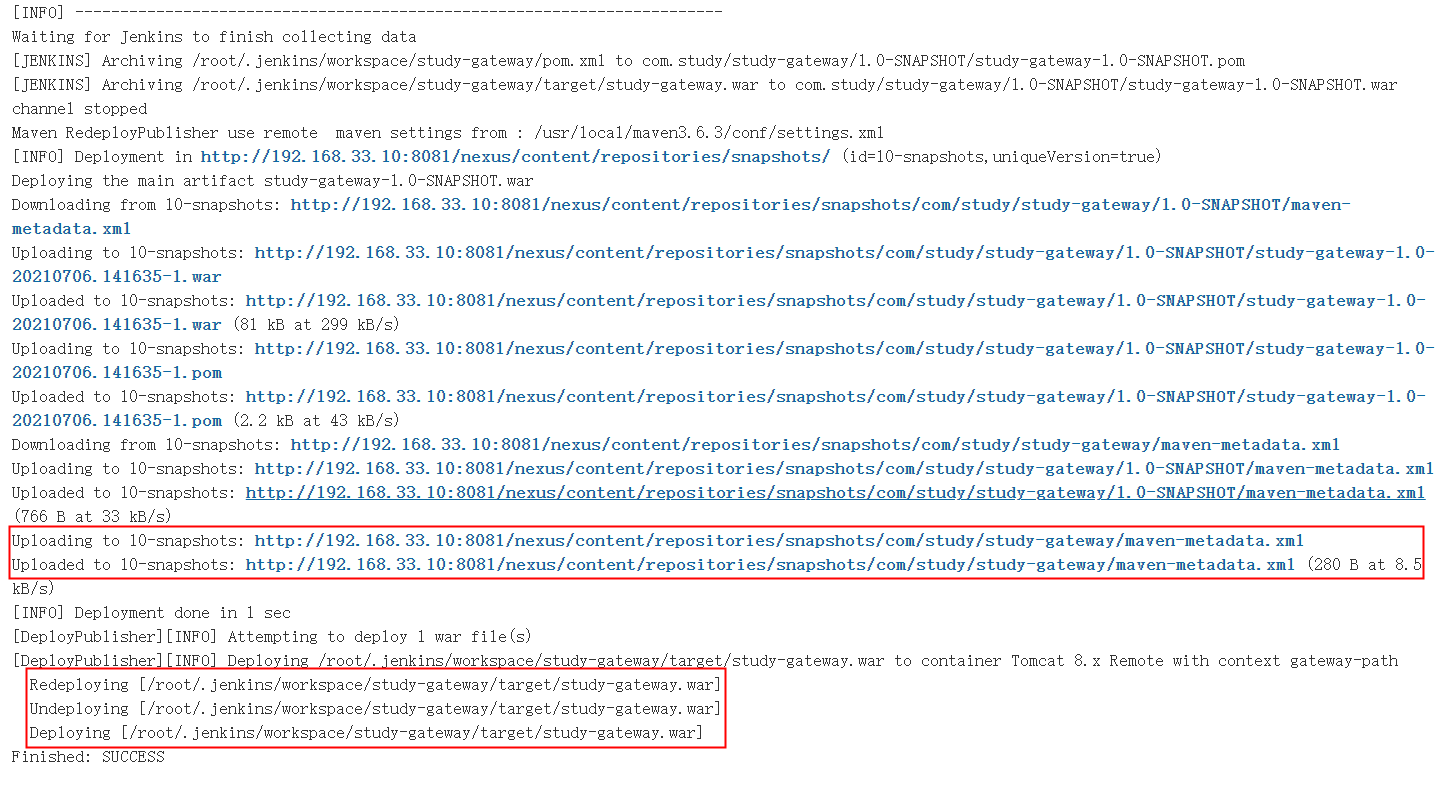 [INFO] ------------------------------------------------------------------------
Waiting for Jenkins to finish collecting data
[JENKINS] Archiving /root/.jenkins/workspace/study-gateway/pom.xml to com.study/study-gateway/1.0-SNAPSHOT/study-gateway-1.0-SNAPSHOT.pom
[JENKINS] Archiving /root/.jenkins/workspace/study-gateway/target/study-gateway.war to com.study/study-gateway/1.0-SNAPSHOT/study-gateway-1.0-SNAPSHOT.war
channel stopped
Maven RedeployPublisher use remote  maven settings from : /usr/local/maven3.6.3/conf/settings.xml
[INFO] Deployment in http://192.168.33.10:8081/nexus/content/repositories/snapshots/ (id=10-snapshots,uniqueVersion=true)
Deploying the main artifact study-gateway-1.0-SNAPSHOT.war
Downloading from 10-snapshots: http://192.168.33.10:8081/nexus/content/repositories/snapshots/com/study/study-gateway/1.0-SNAPSHOT/maven-
metadata.xml
Uploading to 10-snapshots: http://192.168.33.10:8081/nexus/content/repositories/snapshots/com/study/study-gateway/1.0-SNAPSHOT/study-gateway-1.0-
20210706.141635-1.war
Uploaded to 10-snapshots: http://192.168.33.10:8081/nexus/content/repositories/snapshots/com/study/study-gateway/1.0-SNAPSHOT/study-gateway-1.0-
20210706.141635-1.war (81 kB at 299 kB/s)
Uploading to 10-snapshots: http://192.168.33.10:8081/nexus/content/repositories/snapshots/com/study/study-gateway/1.0-SNAPSHOT/study-gateway-1.0-
20210706.141635-1.pom
Uploaded to 10-snapshots: http://192.168.33.10:8081/nexus/content/repositories/snapshots/com/study/study-gateway/1.0-SNAPSHOT/study-gateway-1.0-
20210706.141635-1.pom (2.2 kB at 43 kB/s)
Downloading from 10-snapshots: http://192.168.33.10:8081/nexus/content/repositories/snapshots/com/study/study-gateway/maven-metadata.xml
Uploading to 10-snapshots: http://192.168.33.10:8081/nexus/content/repositories/snapshots/com/study/study-gateway/1.0-SNAPSHOT/maven-metadata.xml
Uploaded to 10-snapshots: http://192.168.33.10:8081/nexus/content/repositories/snapshots/com/study/study-gateway/1.0-SNAPSHOT/maven-metadata.xml
(766 B at 33 kB/s)
Uploading to 10-snapshots: http://192.168.33.10:8081/nexus/content/repositories/snapshots/com/study/study-gateway/maven-metadata.xml
Uploaded to 10-snapshots: http://192.168.33.10:8081/nexus/content/repositories/snapshots/com/study/study-gateway/maven-metadata.xml (280 B at 8.5
kB/s)
[INFO] Deployment done in 1 sec
[DeployPublisher][INFO] Attempting to deploy 1 war file(s)
[DeployPublisher][INFO] Deploying /root/.jenkins/workspace/study-gateway/target/study-gateway.war to container Tomcat 8.x Remote with context gateway-path
Redeploying [/root/.jenkins/workspace/study-gateway/target/study-gateway.war]
Undeploying [/root/.jenkins/workspace/study-gateway/target/study-gateway.war]
Deploying [/root/.jenkins/workspace/study-gateway/target/study-gateway.war]
Finished: SUCCESS